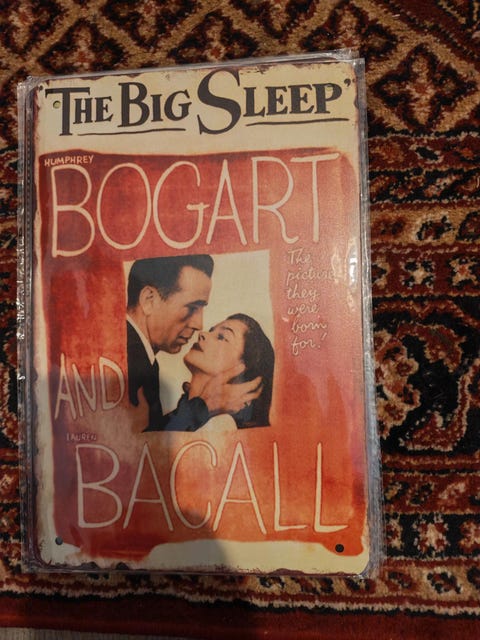 THE BIG SLEEP
HUMPHREY
BOGART
The
picture
they
were
born
for!
AND
LAUREN
BACALL